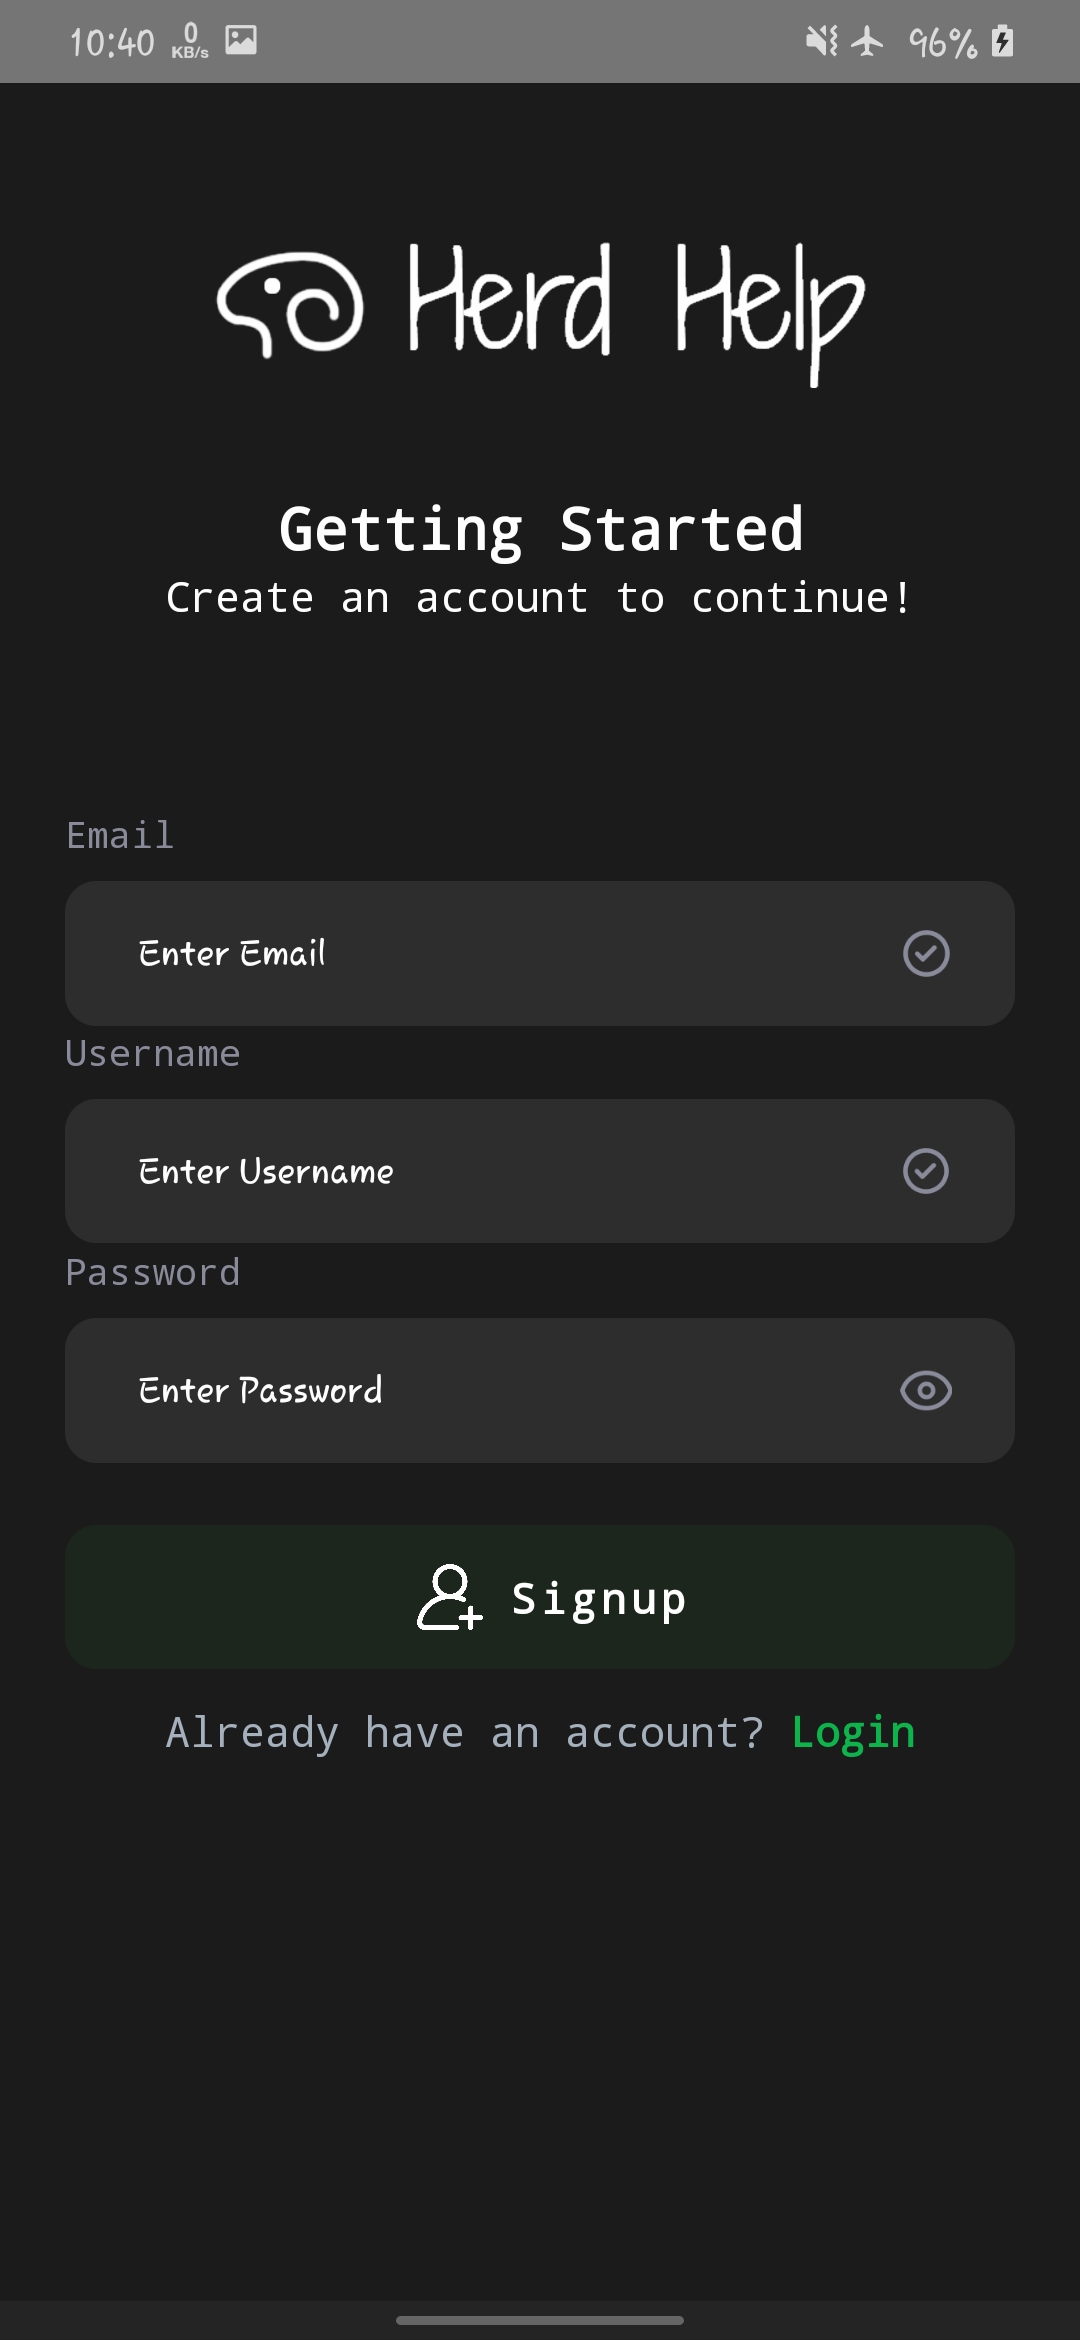 10:40 0 KB/s 96%
Herd Help
Getting Started
Create an account to continue!
Email
Enter Email
Username
Enter Username
Password
Enter Password
Signup
Already have an account? Login